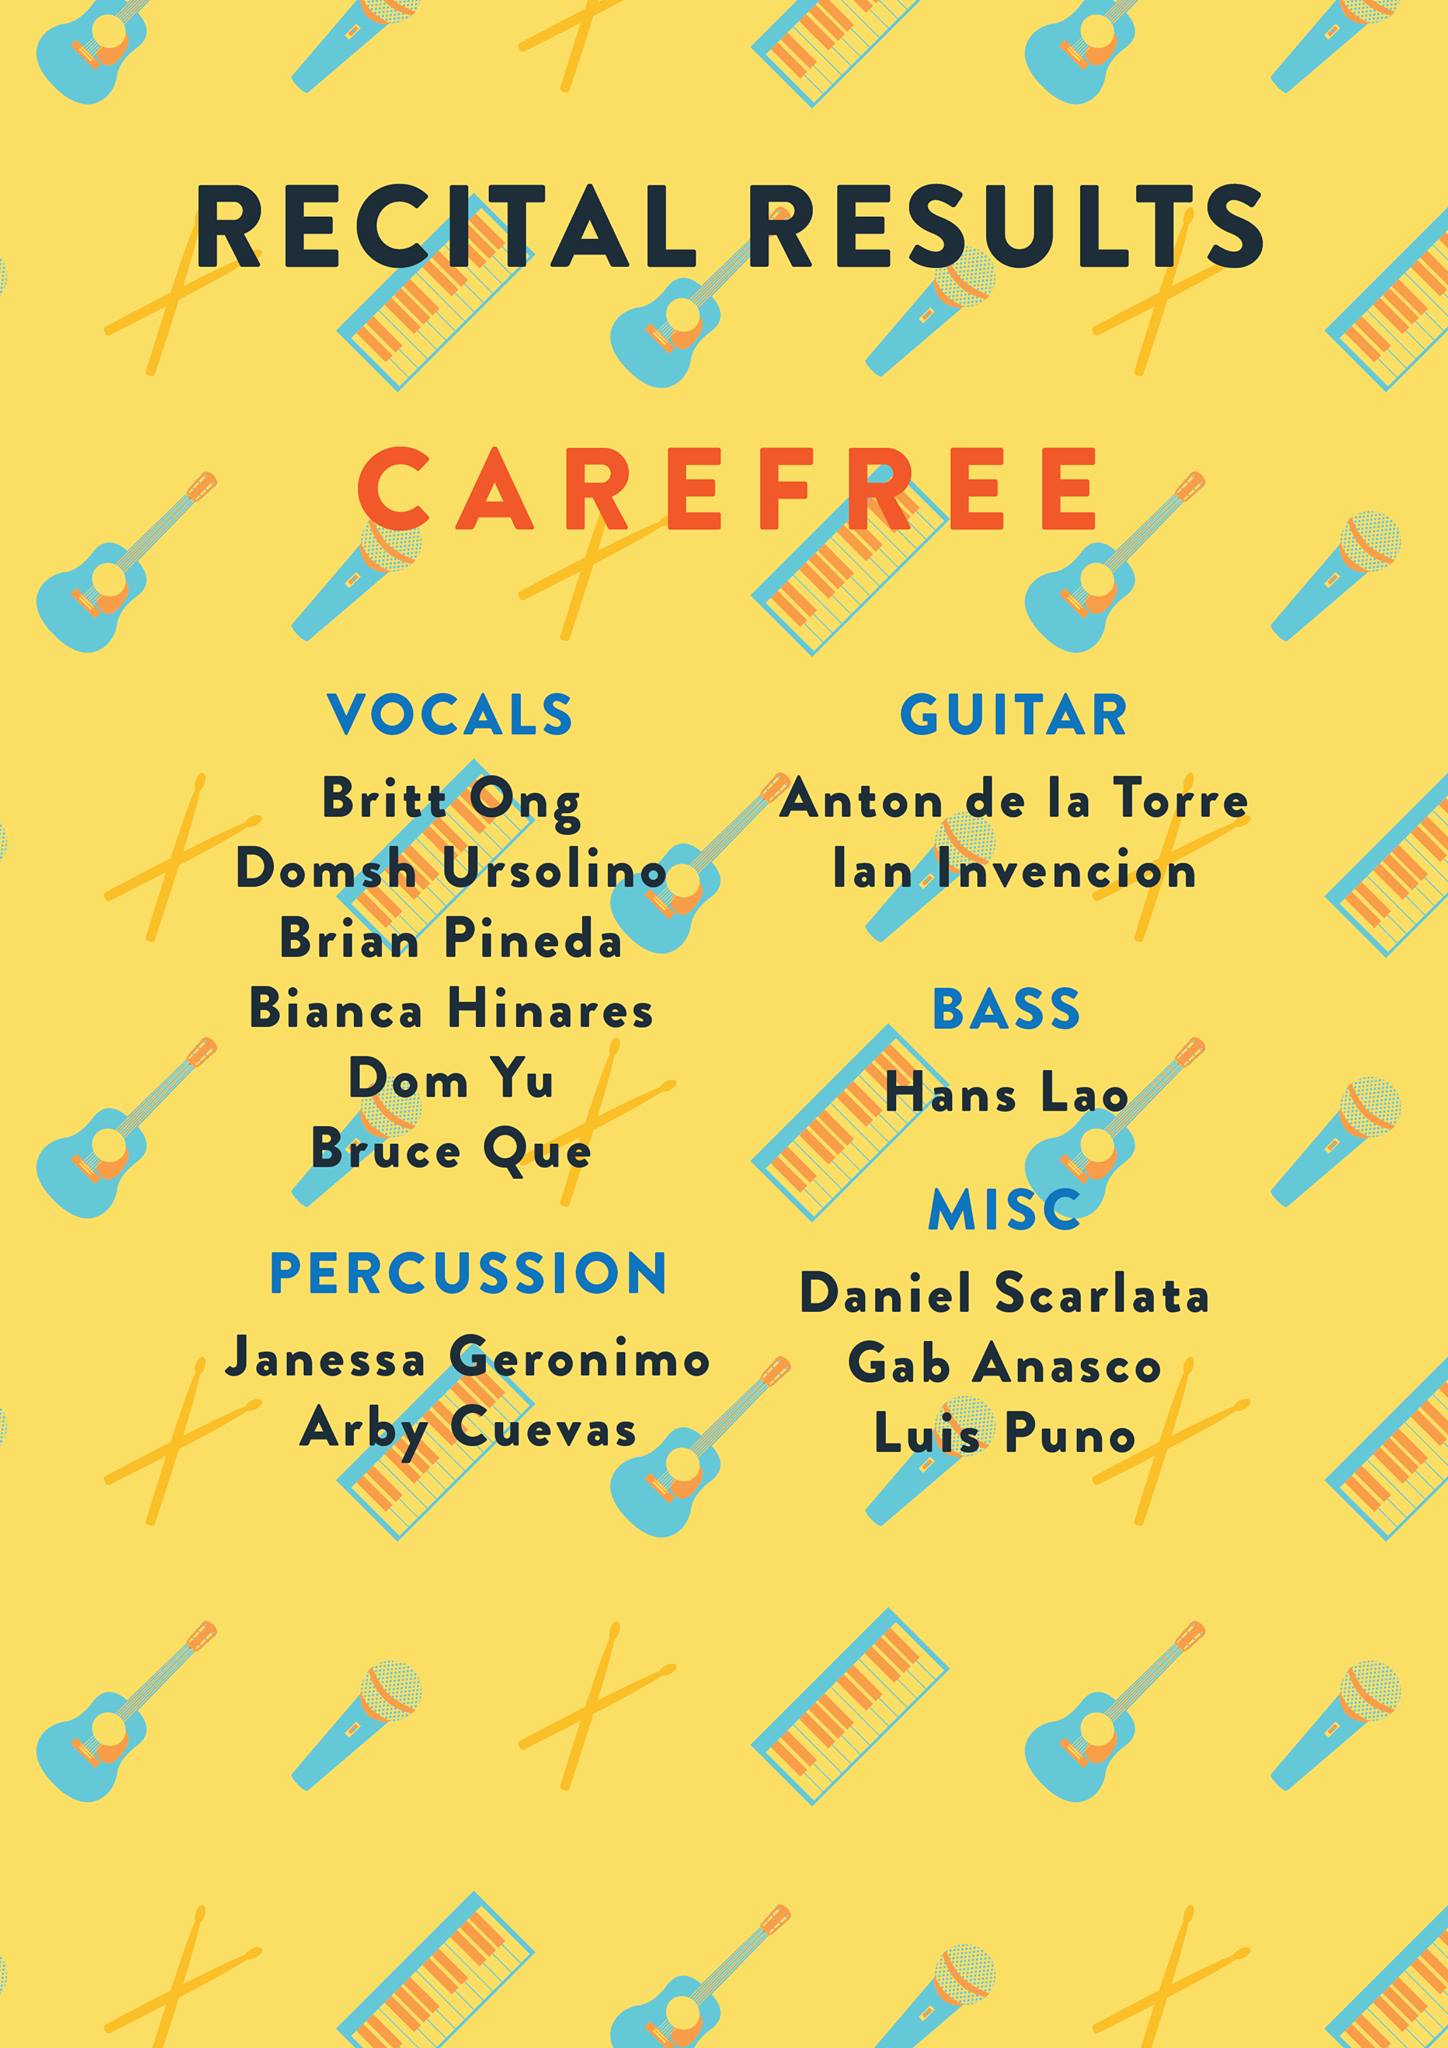 RECITAL RESULTS
CAREFREE
VOCALS
Britt Ong
Domsh Ursolino
Brian Pineda
Bianca Hinares
Dom Yu
Bruce Que
PERCUSSION
Janessa Geronimo
Arby Cuevas
GUITAR
Anton de la Torre
Ian Invencion
BASS
Hans Lao
MISC
Daniel Scarlata
Gab Anasco
Luis Puno